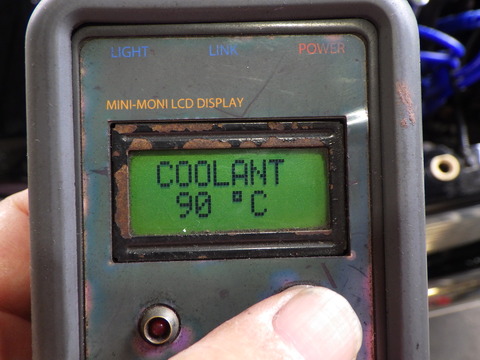 LIGHT LINK POWER
MINI-MONI LCD DISPLAY
COOLANT
90 °C